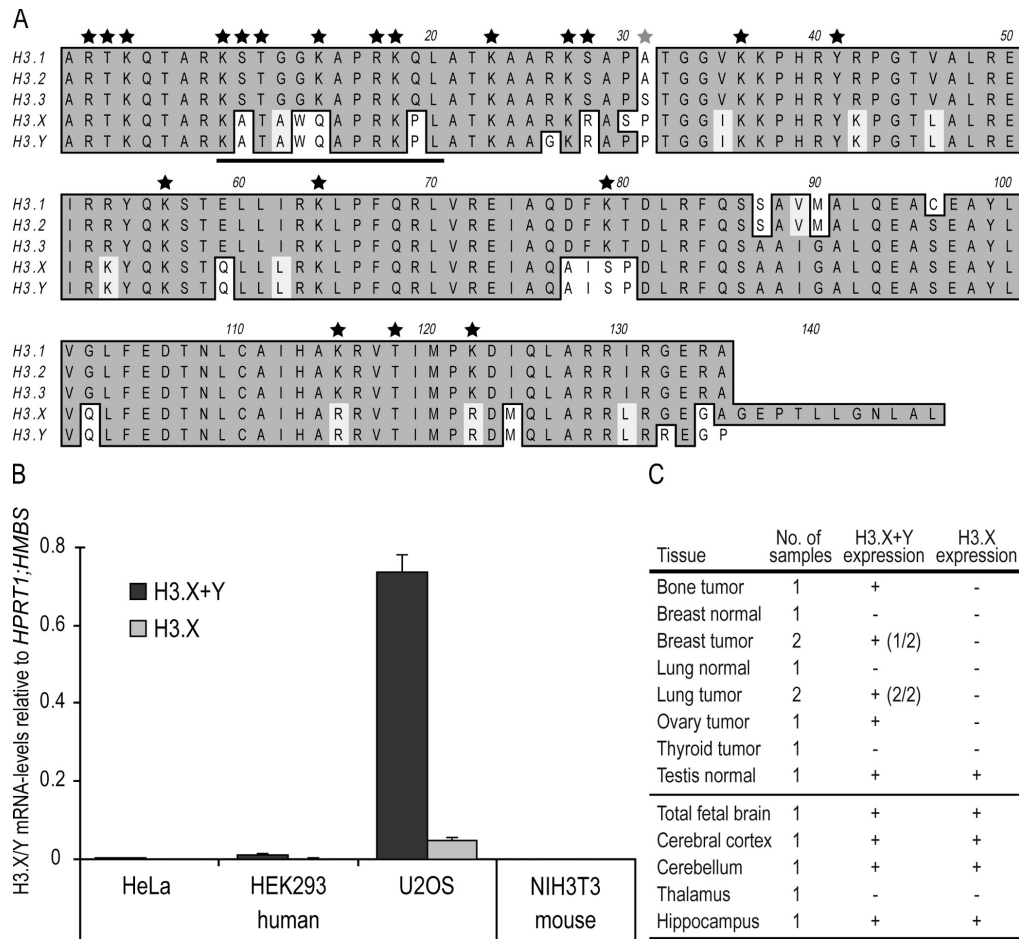 A
20 30 40 50
H3.1 A R T K Q T A R K S T G G K A P R K Q L A T K A A R K S A P A T G G V K K P H R Y R P G T V A L R E
H3.2 A R T K Q T A R K S T G G K A P R K Q L A T K A A R K S A P A T G G V K K P H R Y R P G T V A L R E
H3.3 A R T K Q T A R K S T G G K A P R K Q L A T K A A R K S A P S T G G V K K P H R Y R P G T V A L R E
H3.X A R T K Q T A R K A T A W Q A P R K P L A T K A A R K R A S P T G G I K K P H R Y K P G T L A L R E
H3.Y A R T K Q T A R K A T A W Q A P R K P L A T K A A G K R A P P T G G I K K P H R Y K P G T L A L R E
60 70 80 90 100
H3.1 I R R Y Q K S T E L L I R K L P F Q R L V R E I A Q D F K T D L R F Q S S A V M A L Q E A C E A Y L
H3.2 I R R Y Q K S T E L L I R K L P F Q R L V R E I A Q D F K T D L R F Q S S A V M A L Q E A S E A Y L
H3.3 I R R Y Q K S T E L L I R K L P F Q R L V R E I A Q D F K T D L R F Q S A A I G A L Q E A S E A Y L
H3.X I R K Y Q K S T Q L L L R K L P F Q R L V R E I A Q A I S P D L R F Q S A A I G A L Q E A S E A Y L
H3.Y I R K Y Q K S T Q L L L R K L P F Q R L V R E I A Q A I S P D L R F Q S A A I G A L Q E A S E A Y L
110 120 130 140
H3.1 V G L F E D T N L C A I H A K R V T I M P K D I Q L A R R I R G E R A
H3.2 V G L F E D T N L C A I H A K R V T I M P K D I Q L A R R I R G E R A
H3.3 V G L F E D T N L C A I H A K R V T I M P K D I Q L A R R I R G E R A
H3.X V Q L F E D T N L C A I H A R R V T I M P R D M Q L A R R L R G E G A G E P T L L G N L A L
H3.Y V Q L F E D T N L C A I H A R R V T I M P R D M Q L A R R L R R E G P
B
H3.X/Y mRNA-levels relative to HPRT1;HMBS
0.8
0.6
0.4
0.2
0
H3.X+Y
H3.X
HeLa HEK293 U2OS NIH3T3
human mouse
C
Tissue No. of samples H3.X+Y expression H3.X expression
Bone tumor 1 + -
Breast normal 1 - -
Breast tumor 2 + (1/2) -
Lung normal 1 - -
Lung tumor 2 + (2/2) -
Ovary tumor 1 + -
Thyroid tumor 1 - -
Testis normal 1 + +
Total fetal brain 1 + +
Cerebral cortex 1 + +
Cerebellum 1 + +
Thalamus 1 - -
Hippocampus 1 + +